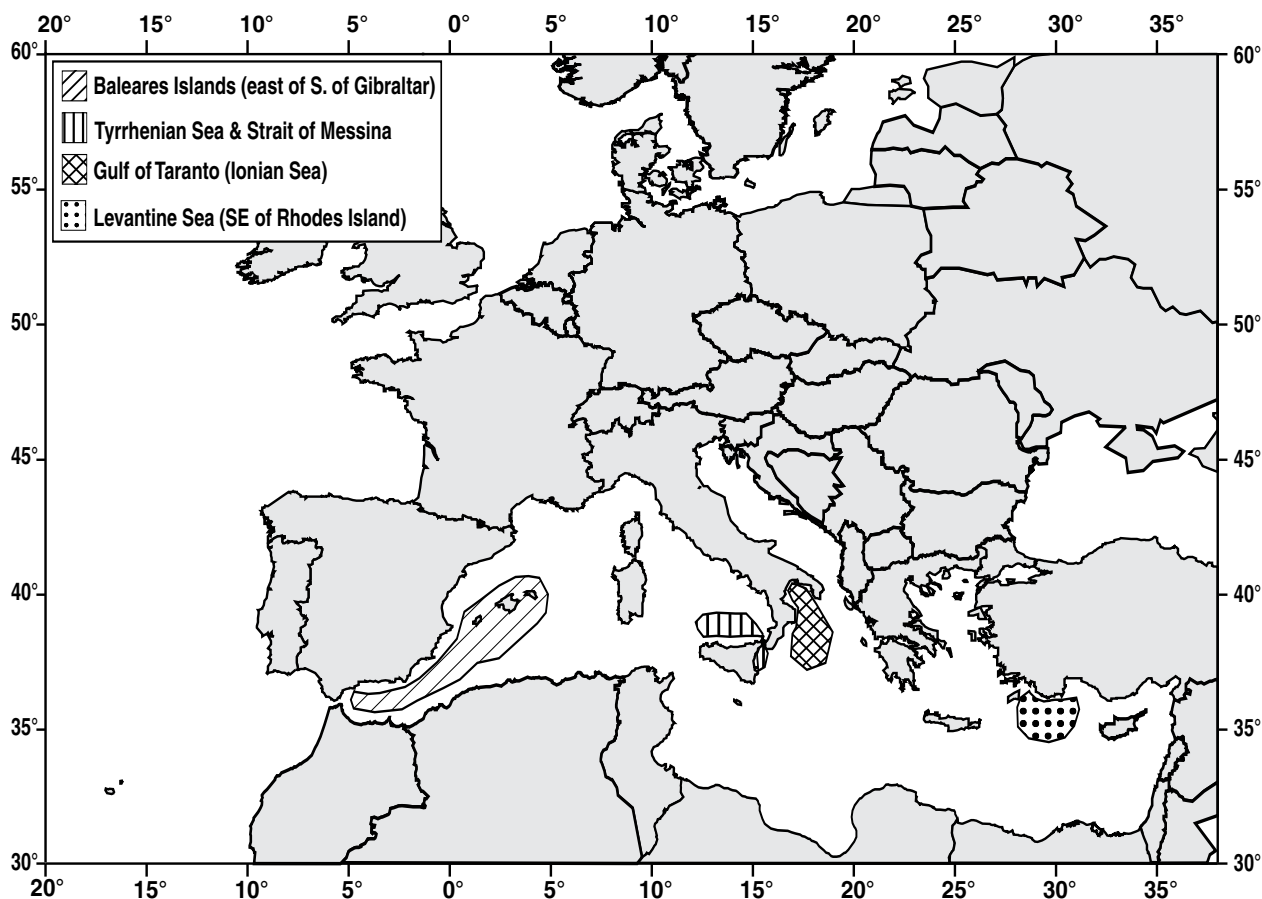 20° 15° 10° 5° 0° 5° 10° 15° 20° 25° 30° 35°
60° 60°
Baleares Islands (east of S. of Gibraltar)
Tyrrhenian Sea & Strait of Messina
Gulf of Taranto (Ionian Sea)
55° 55°
Levantine Sea (SE of Rhodes Island)
50° 50°
45° 45°
40° 40°
35° 35°
30° 30°
20° 15° 10° 5° 0° 5° 10° 15° 20° 25° 30° 35°